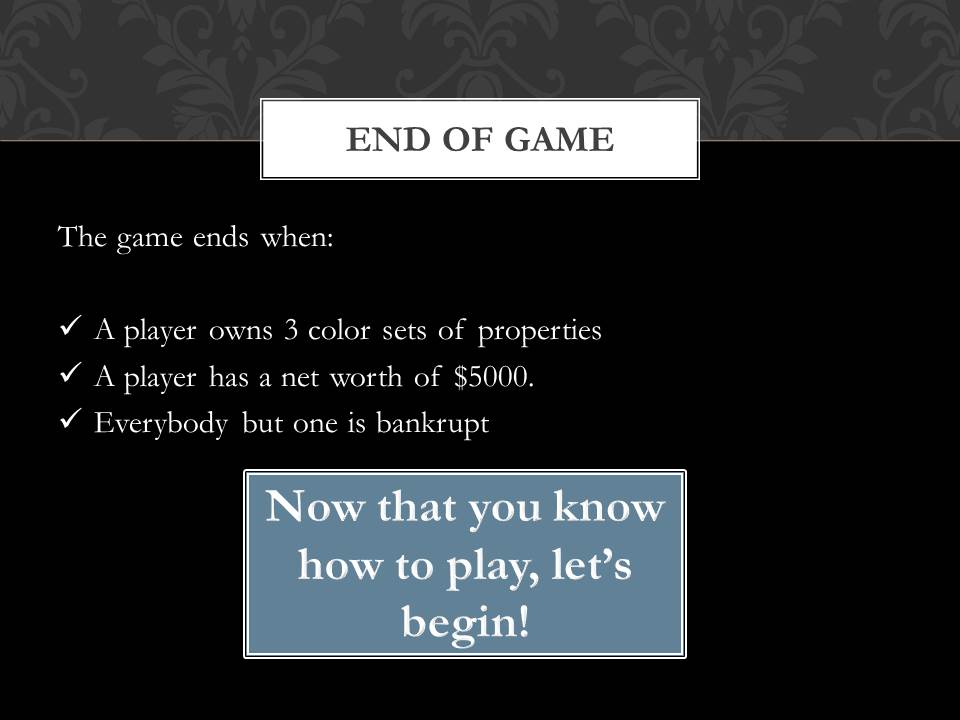 END OF GAME
The game ends when:
✓ A player owns 3 color sets of properties
✓ A player has a net worth of $5000.
✓ Everybody but one is bankrupt
Now that you know
how to play, let’s
begin!